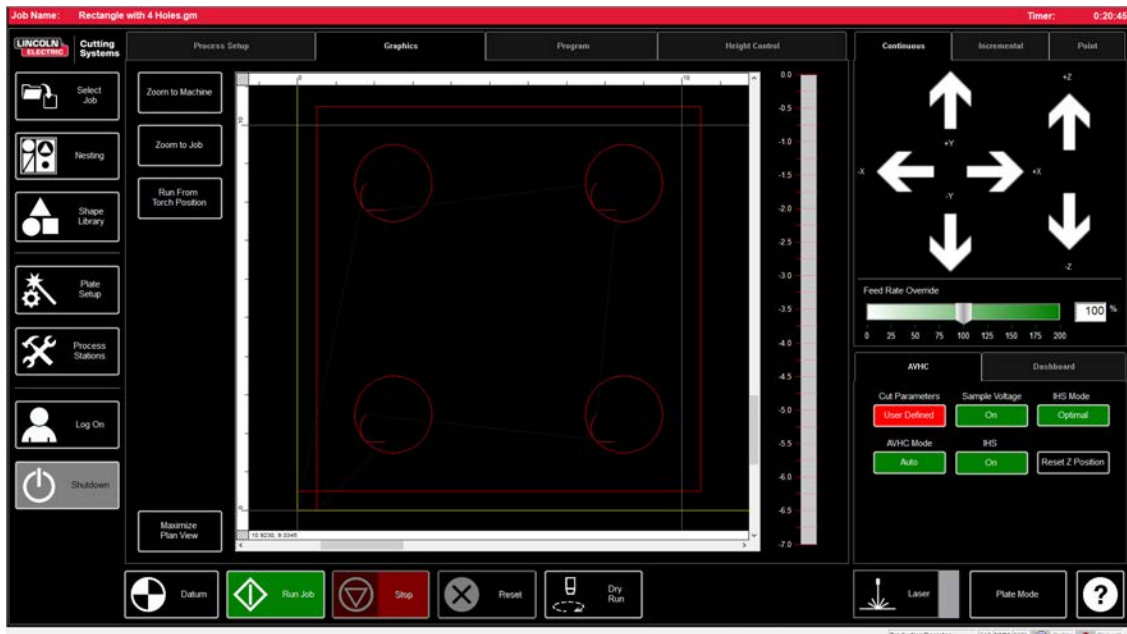 Job Name: Rectangle with 4 Holes.gm Timer: 0:20:45
LINCOLN ELECTRIC Cutting Systems
Process Setup Graphics Program Height Control
Continuous Incremental Point
Select Job
Nesting
Shape Library
Plate Setup
Process Stations
Log On
Shutdown
Zoom to Machine
Zoom to Job
Run From Torch Position
Maximize Plan View
0 10
10
0
0.0
-0.5
-1.0
-1.5
-2.0
-2.5
-3.0
-3.5
-4.0
-4.5
-5.0
-5.5
-6.0
-6.5
-7.0
+Z
+Y
-X +X
-Y
-Z
Feed Rate Override
100 %
0 25 50 75 100 125 150 175 200
AVHC Dashboard
Cut Parameters Sample Voltage IHS Mode
User Defined On Optimal
AVHC Mode IHS
Auto On Reset Z Position
Datum Run Job Stop Reset Dry Run
Laser Plate Mode ?